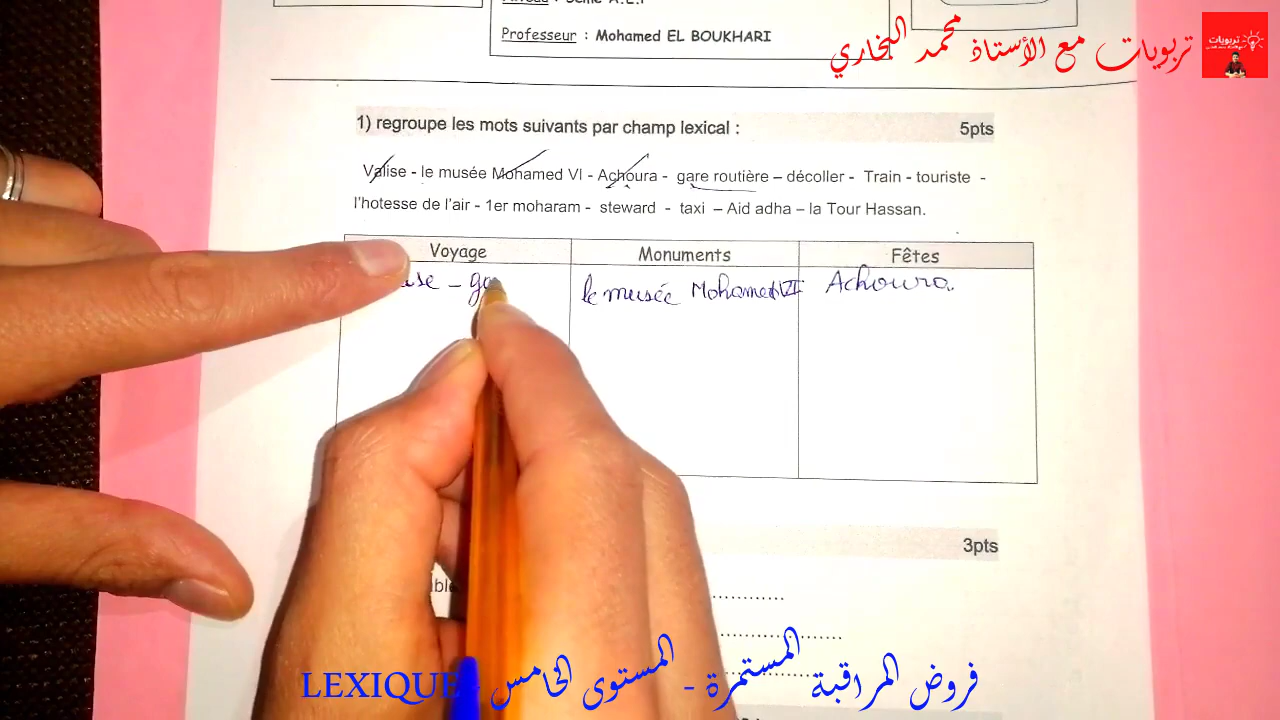 Professeur : Mohamed EL BOUKHARI
تربويات مع الأستاذ محمد البخاري
تربويات
1) regroupe les mots suivants par champ lexical : 5pts
Valise - le musée Mohamed VI - Achoura - gare routière – décoller - Train - touriste -
l'hotesse de l'air - 1er moharam - steward - taxi – Aid adha – la Tour Hassan.
Voyage Monuments Fêtes
le musée Mohamed VI Achoura
3pts
فروض المراقبة المستمرة - المستوى الخامس - LEXIQUE